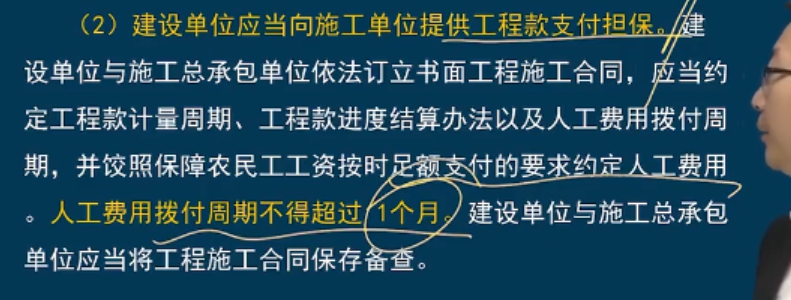 （2）建设单位应当向施工单位提供工程款支付担保。建
设单位与施工总承包单位依法订立书面工程施工合同，应当约
定工程款计量周期、工程款进度结算办法以及人工费用拨付周
期，并饺照保障农民工工资按时足额支付的要求约定人工费用
。人工费用拨付周期不得超过 1个月。建设单位与施工总承包
单位应当将工程施工合同保存备查。